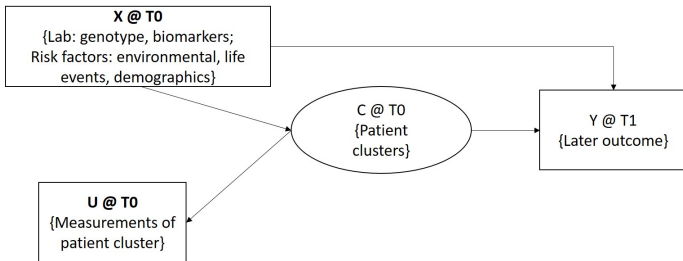 X @ T0
{Lab: genotype, biomarkers;
Risk factors: environmental, life
events, demographics}
C @ T0
{Patient
clusters}
Y @ T1
{Later outcome}
U @ T0
{Measurements of
patient cluster}